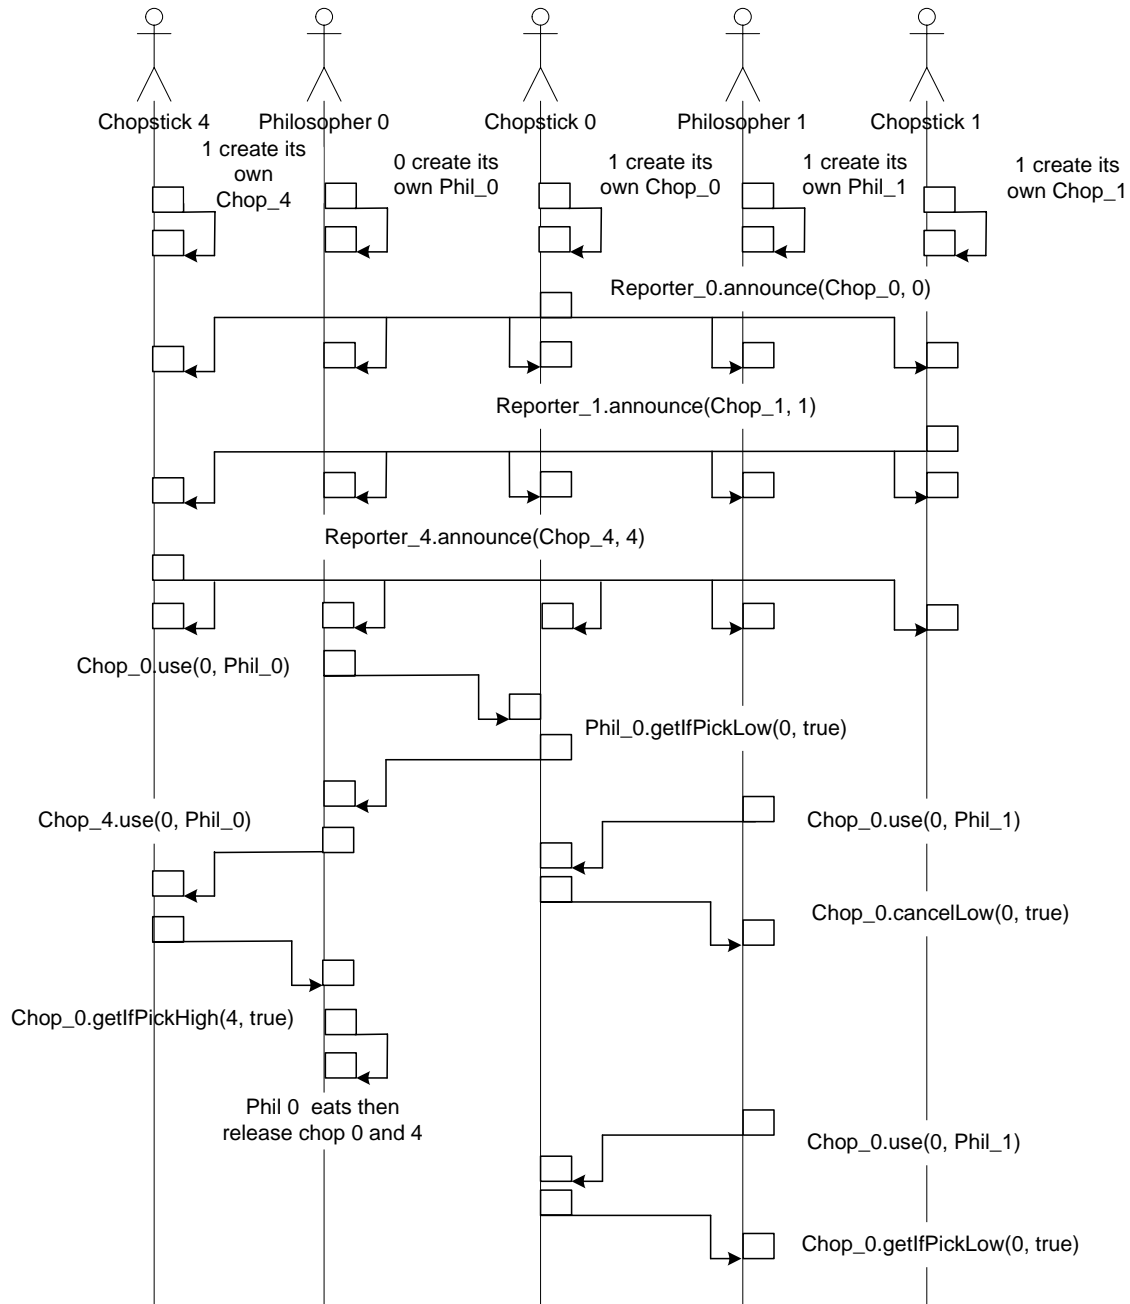 Chopstick 4
Philosopher 0
Chopstick 0
Philosopher 1
Chopstick 1
1 create its
own
Chop_4
0 create its
own Phil_0
1 create its
own Chop_0
1 create its
own Phil_1
1 create its
own Chop_1
Reporter_0.announce(Chop_0, 0)
Reporter_1.announce(Chop_1, 1)
Reporter_4.announce(Chop_4, 4)
Chop_0.use(0, Phil_0)
Phil_0.getIfPickLow(0, true)
Chop_4.use(0, Phil_0)
Chop_0.use(0, Phil_1)
Chop_0.cancelLow(0, true)
Chop_0.getIfPickHigh(4, true)
Phil 0  eats then
release chop 0 and 4
Chop_0.use(0, Phil_1)
Chop_0.getIfPickLow(0, true)